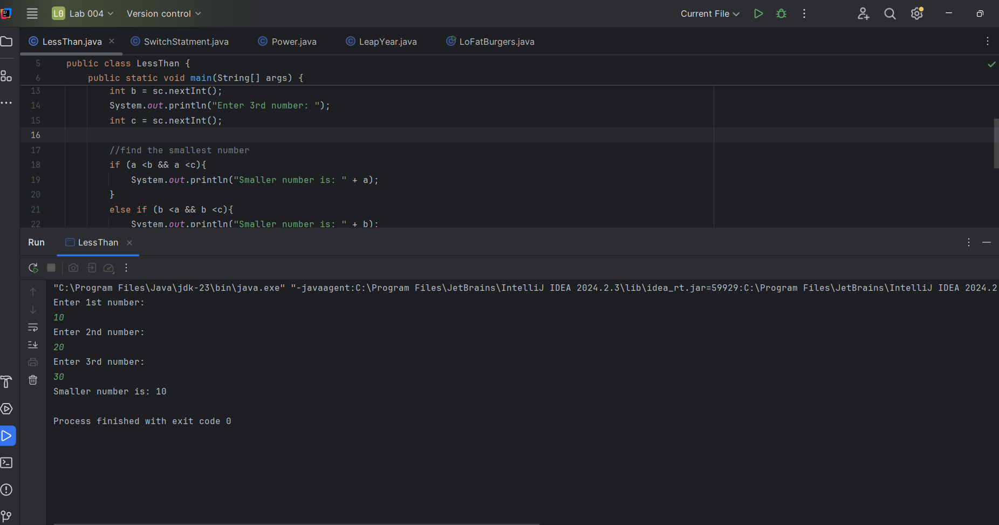 L0 Lab 004 Version control Current File
LessThan.java SwitchStatment.java Power.java LeapYear.java LoFatBurgers.java
5 public class LessThan {
6 public static void main(String[] args) {
13 int b = sc.nextInt();
14 System.out.println("Enter 3rd number: ");
15 int c = sc.nextInt();
16
17 //find the smallest number
18 if (a <b && a <c){
19 System.out.println("Smaller number is: " + a);
20 }
21 else if (b <a && b <c){
22 System.out.println("Smaller number is: " + b);
Run LessThan
"C:\Program Files\Java\jdk-23\bin\java.exe" "-javaagent:C:\Program Files\JetBrains\IntelliJ IDEA 2024.2.3\lib\idea_rt.jar=59929:C:\Program Files\JetBrains\IntelliJ IDEA 2024.2
Enter 1st number:
10
Enter 2nd number:
20
Enter 3rd number:
30
Smaller number is: 10
Process finished with exit code 0